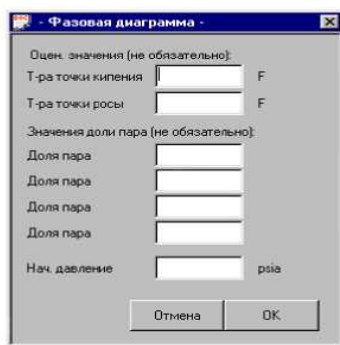 - Фазовая диаграмма -
Оцен. значения (не обязательно):
Т-ра точки кипения F
Т-ра точки росы F
Значения доли пара (не обязательно):
Доля пара
Доля пара
Доля пара
Доля пара
Нач. давление psia
Отмена OK